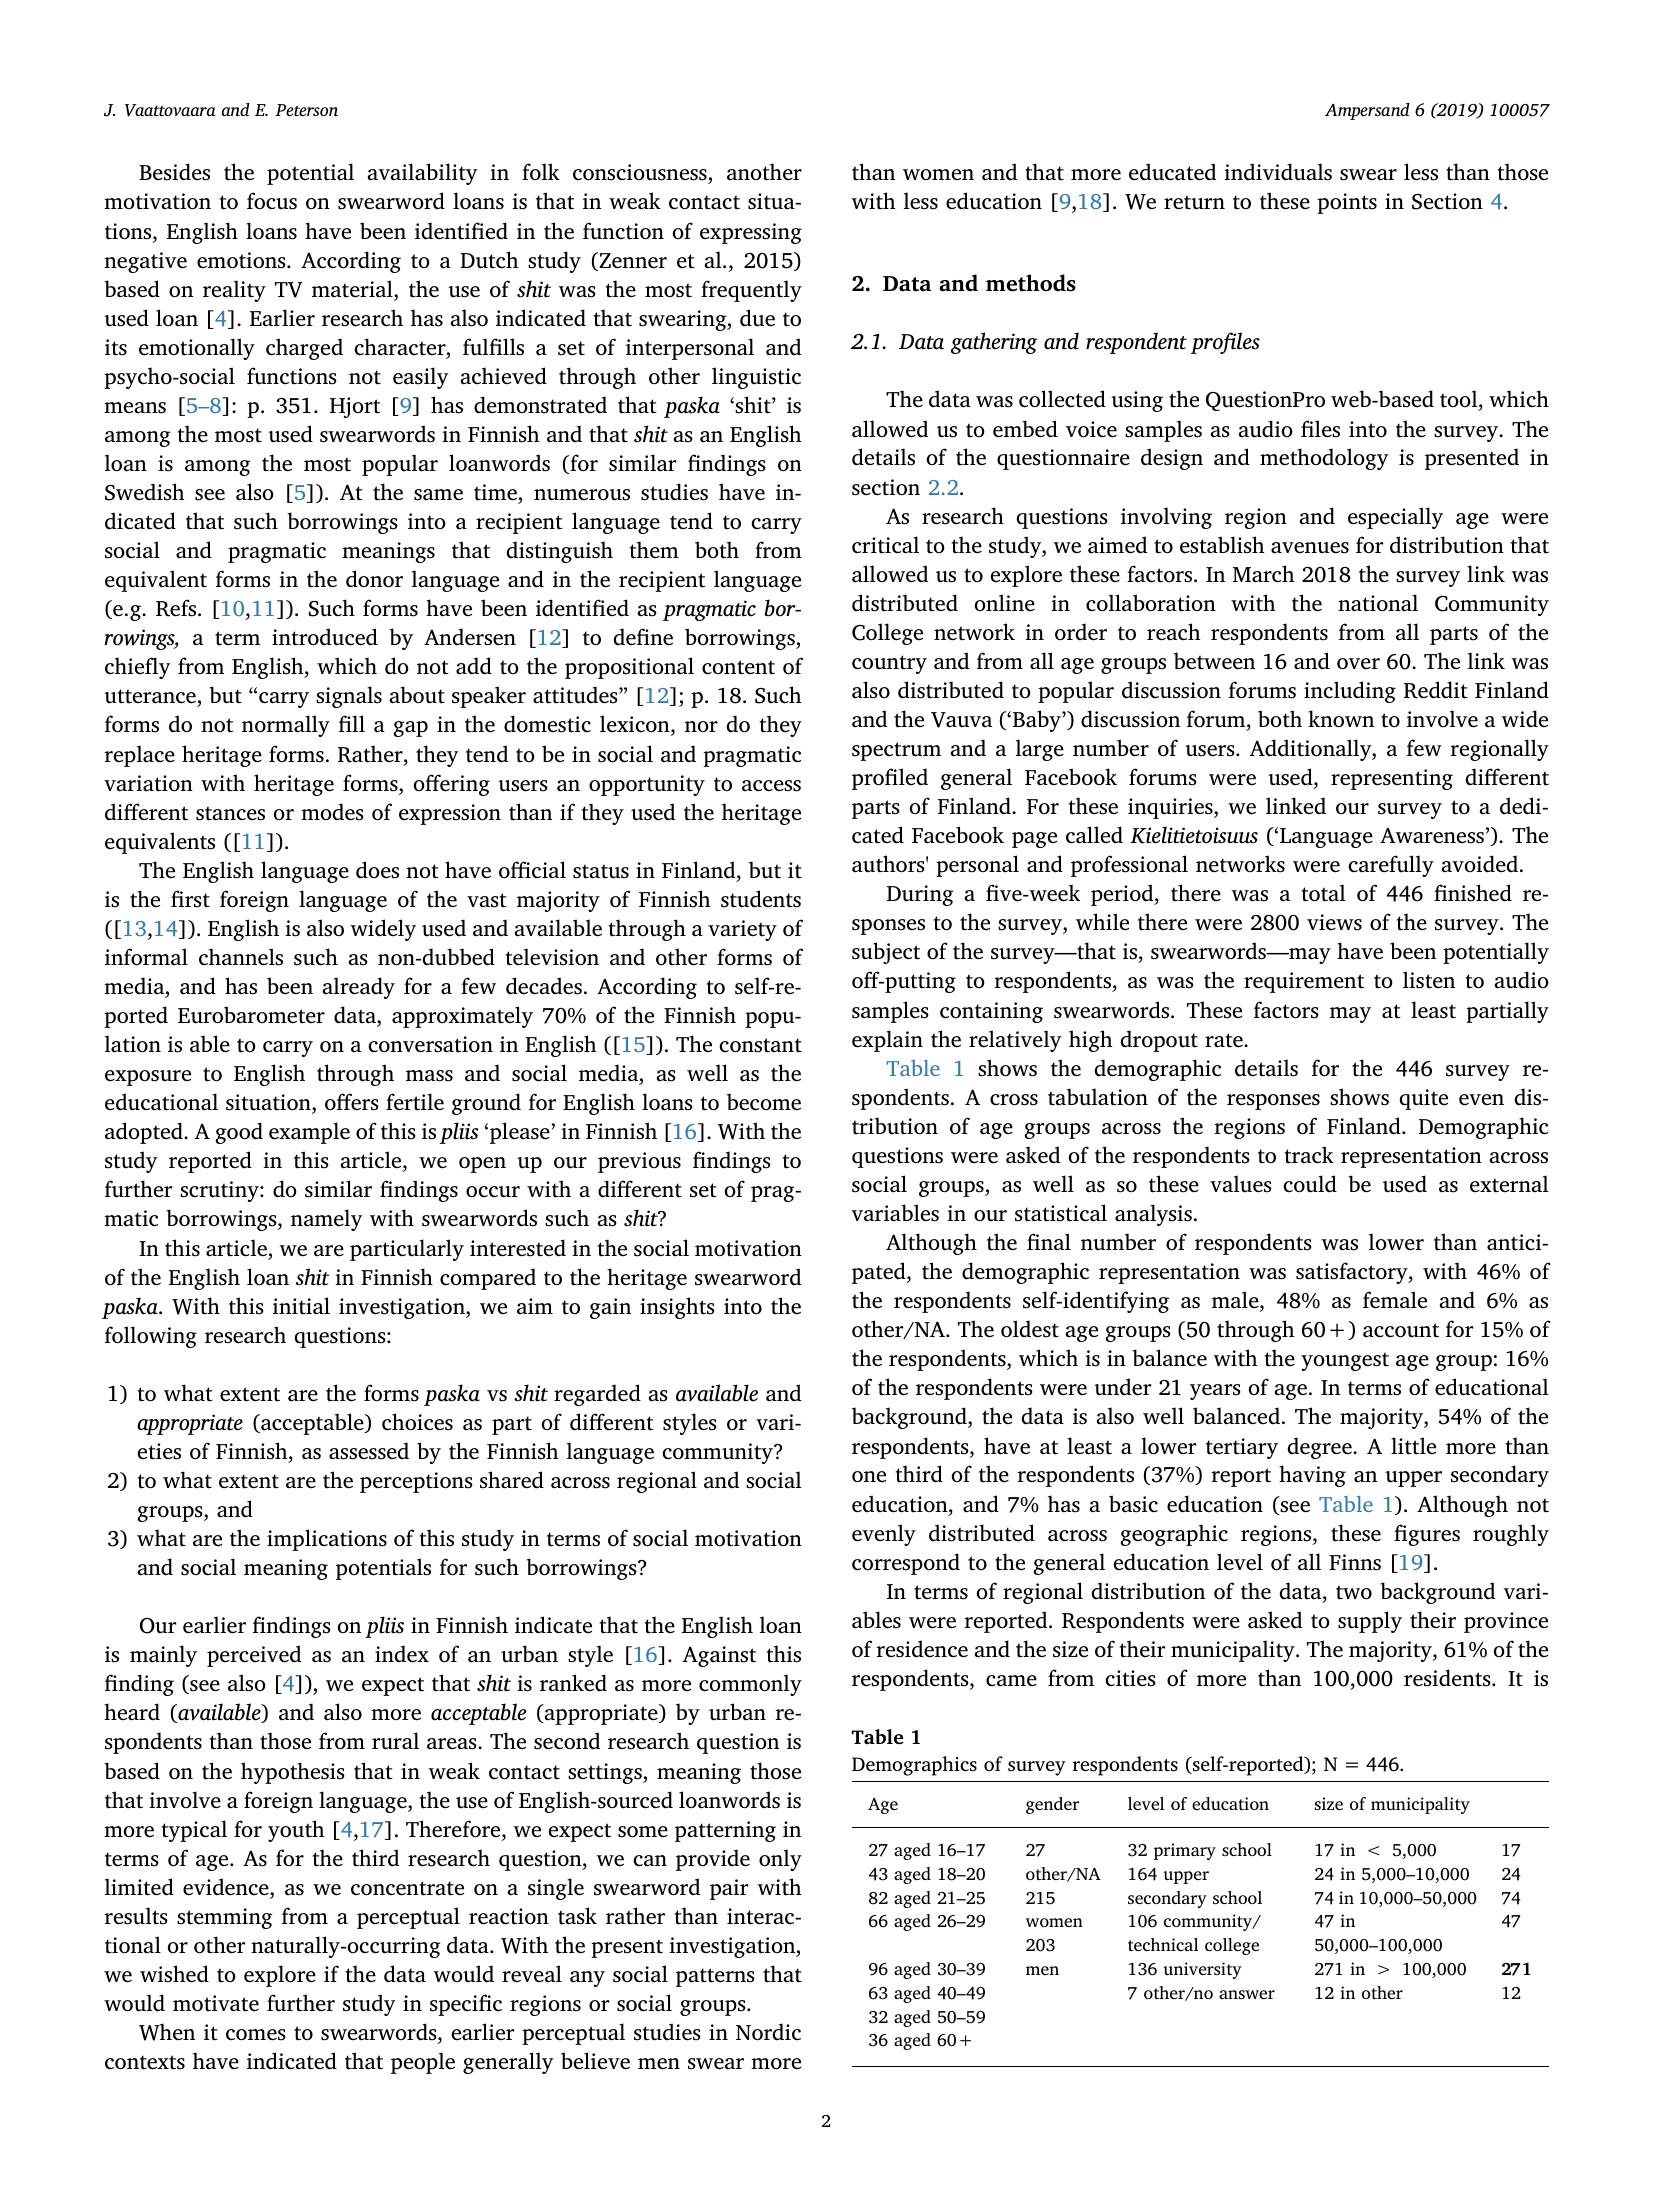 J. Vaattovaara and E. Peterson
Ampersand 6 (2019) 100057
Besides the potential availability in folk consciousness, another
motivation to focus on swearword loans is that in weak contact situa-
tions, English loans have been identified in the function of expressing
negative emotions. According to a Dutch study (Zenner et al., 2015)
based on reality TV material, the use of shit was the most frequently
used loan [4]. Earlier research has also indicated that swearing, due to
its emotionally charged character, fulfills a set of interpersonal and
psycho-social functions not easily achieved through other linguistic
means [5–8]: p. 351. Hjort [9] has demonstrated that paska ‘shit’ is
among the most used swearwords in Finnish and that shit as an English
loan is among the most popular loanwords (for similar findings on
Swedish see also [5]). At the same time, numerous studies have in-
dicated that such borrowings into a recipient language tend to carry
social and pragmatic meanings that distinguish them both from
equivalent forms in the donor language and in the recipient language
(e.g. Refs. [10,11]). Such forms have been identified as pragmatic bor-
rowings, a term introduced by Andersen [12] to define borrowings,
chiefly from English, which do not add to the propositional content of
utterance, but “carry signals about speaker attitudes” [12]; p. 18. Such
forms do not normally fill a gap in the domestic lexicon, nor do they
replace heritage forms. Rather, they tend to be in social and pragmatic
variation with heritage forms, offering users an opportunity to access
different stances or modes of expression than if they used the heritage
equivalents ([11]).
The English language does not have official status in Finland, but it
is the first foreign language of the vast majority of Finnish students
([13,14]). English is also widely used and available through a variety of
informal channels such as non-dubbed television and other forms of
media, and has been already for a few decades. According to self-re-
ported Eurobarometer data, approximately 70% of the Finnish popu-
lation is able to carry on a conversation in English ([15]). The constant
exposure to English through mass and social media, as well as the
educational situation, offers fertile ground for English loans to become
adopted. A good example of this is pliis ‘please’ in Finnish [16]. With the
study reported in this article, we open up our previous findings to
further scrutiny: do similar findings occur with a different set of prag-
matic borrowings, namely with swearwords such as shit?
In this article, we are particularly interested in the social motivation
of the English loan shit in Finnish compared to the heritage swearword
paska. With this initial investigation, we aim to gain insights into the
following research questions:
1) to what extent are the forms paska vs shit regarded as available and
appropriate (acceptable) choices as part of different styles or vari-
eties of Finnish, as assessed by the Finnish language community?
2) to what extent are the perceptions shared across regional and social
groups, and
3) what are the implications of this study in terms of social motivation
and social meaning potentials for such borrowings?
Our earlier findings on pliis in Finnish indicate that the English loan
is mainly perceived as an index of an urban style [16]. Against this
finding (see also [4]), we expect that shit is ranked as more commonly
heard (available) and also more acceptable (appropriate) by urban re-
spondents than those from rural areas. The second research question is
based on the hypothesis that in weak contact settings, meaning those
that involve a foreign language, the use of English-sourced loanwords is
more typical for youth [4,17]. Therefore, we expect some patterning in
terms of age. As for the third research question, we can provide only
limited evidence, as we concentrate on a single swearword pair with
results stemming from a perceptual reaction task rather than interac-
tional or other naturally-occurring data. With the present investigation,
we wished to explore if the data would reveal any social patterns that
would motivate further study in specific regions or social groups.
When it comes to swearwords, earlier perceptual studies in Nordic
contexts have indicated that people generally believe men swear more
than women and that more educated individuals swear less than those
with less education [9,18]. We return to these points in Section 4.
2. Data and methods
2.1. Data gathering and respondent profiles
The data was collected using the QuestionPro web-based tool, which
allowed us to embed voice samples as audio files into the survey. The
details of the questionnaire design and methodology is presented in
section 2.2.
As research questions involving region and especially age were
critical to the study, we aimed to establish avenues for distribution that
allowed us to explore these factors. In March 2018 the survey link was
distributed online in collaboration with the national Community
College network in order to reach respondents from all parts of the
country and from all age groups between 16 and over 60. The link was
also distributed to popular discussion forums including Reddit Finland
and the Vauva (‘Baby’) discussion forum, both known to involve a wide
spectrum and a large number of users. Additionally, a few regionally
profiled general Facebook forums were used, representing different
parts of Finland. For these inquiries, we linked our survey to a dedi-
cated Facebook page called Kielitietoisuus (‘Language Awareness’). The
authors' personal and professional networks were carefully avoided.
During a five-week period, there was a total of 446 finished re-
sponses to the survey, while there were 2800 views of the survey. The
subject of the survey—that is, swearwords—may have been potentially
off-putting to respondents, as was the requirement to listen to audio
samples containing swearwords. These factors may at least partially
explain the relatively high dropout rate.
Table 1 shows the demographic details for the 446 survey re-
spondents. A cross tabulation of the responses shows quite even dis-
tribution of age groups across the regions of Finland. Demographic
questions were asked of the respondents to track representation across
social groups, as well as so these values could be used as external
variables in our statistical analysis.
Although the final number of respondents was lower than antici-
pated, the demographic representation was satisfactory, with 46% of
the respondents self-identifying as male, 48% as female and 6% as
other/NA. The oldest age groups (50 through 60+) account for 15% of
the respondents, which is in balance with the youngest age group: 16%
of the respondents were under 21 years of age. In terms of educational
background, the data is also well balanced. The majority, 54% of the
respondents, have at least a lower tertiary degree. A little more than
one third of the respondents (37%) report having an upper secondary
education, and 7% has a basic education (see Table 1). Although not
evenly distributed across geographic regions, these figures roughly
correspond to the general education level of all Finns [19].
In terms of regional distribution of the data, two background vari-
ables were reported. Respondents were asked to supply their province
of residence and the size of their municipality. The majority, 61% of the
respondents, came from cities of more than 100,000 residents. It is
Table 1
Demographics of survey respondents (self-reported); N = 446.
Age gender level of education size of municipality
27 aged 16–17 27 32 primary school 17 in < 5,000 17
43 aged 18–20 other/NA 164 upper 24 in 5,000–10,000 24
82 aged 21–25 215 secondary school 74 in 10,000–50,000 74
66 aged 26–29 women 106 community/ 47 in 47
203 technical college 50,000–100,000
96 aged 30–39 men 136 university 271 in > 100,000 271
63 aged 40–49 7 other/no answer 12 in other 12
32 aged 50–59
36 aged 60+
2